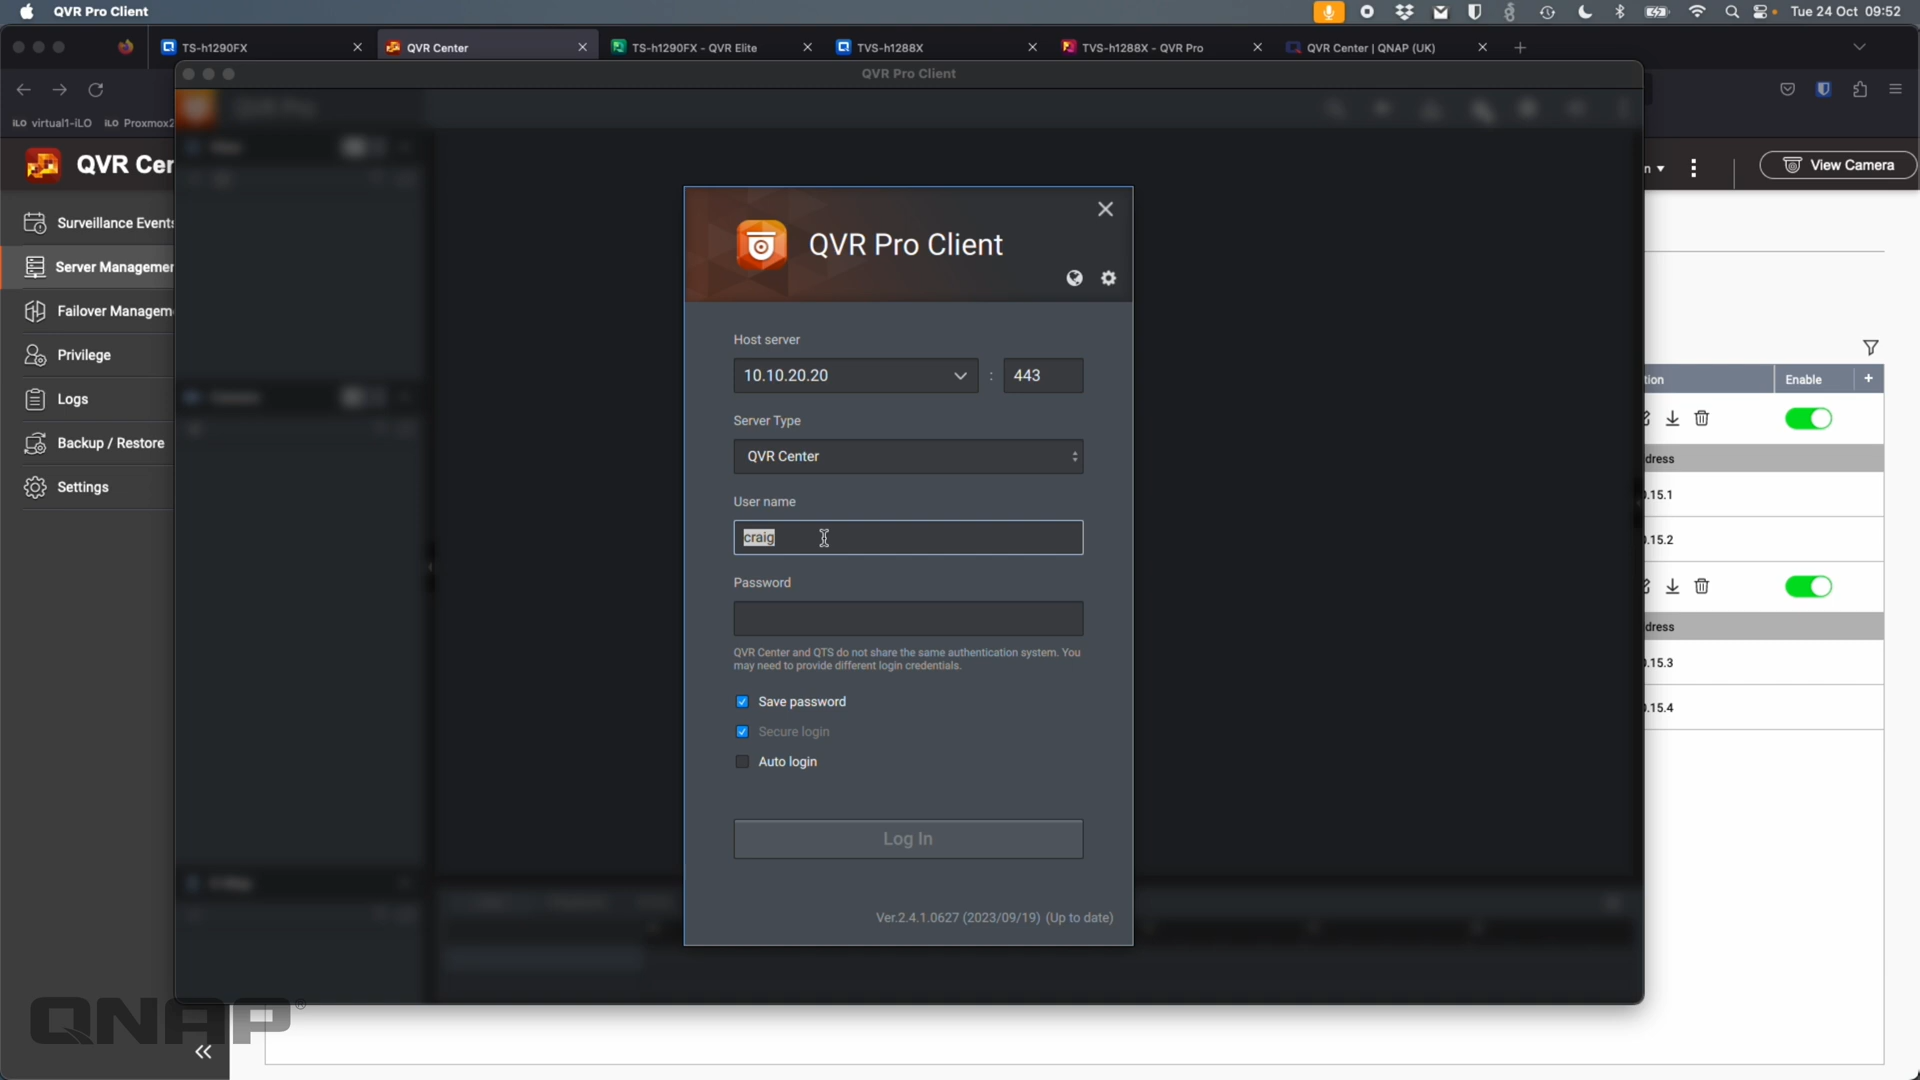 QVR Pro Client
Tue 24 Oct 09:52
TS-h1290FX
QVR Center
TS-h1290FX - QVR Elite
TVS-h1288X
TVS-h1288X - QVR Pro
QVR Center | QNAP (UK)
QVR Pro Client
iLO virtual1-iLO
iLO Proxmox2
QVR Cer
View Camera
Surveillance Events
Server Managemen
Failover Managem
Privilege
Logs
Backup / Restore
Settings
QVR Pro Client
Host server
10.10.20.20
:
443
Server Type
QVR Center
User name
craig
Password
QVR Center and QTS do not share the same authentication system. You
may need to provide different login credentials.
Save password
Secure login
Auto login
Log In
Ver.2.4.1.0627 (2023/09/19) (Up to date)
tion
Enable
dress
.15.1
.15.2
dress
.15.3
.15.4
QNAP®